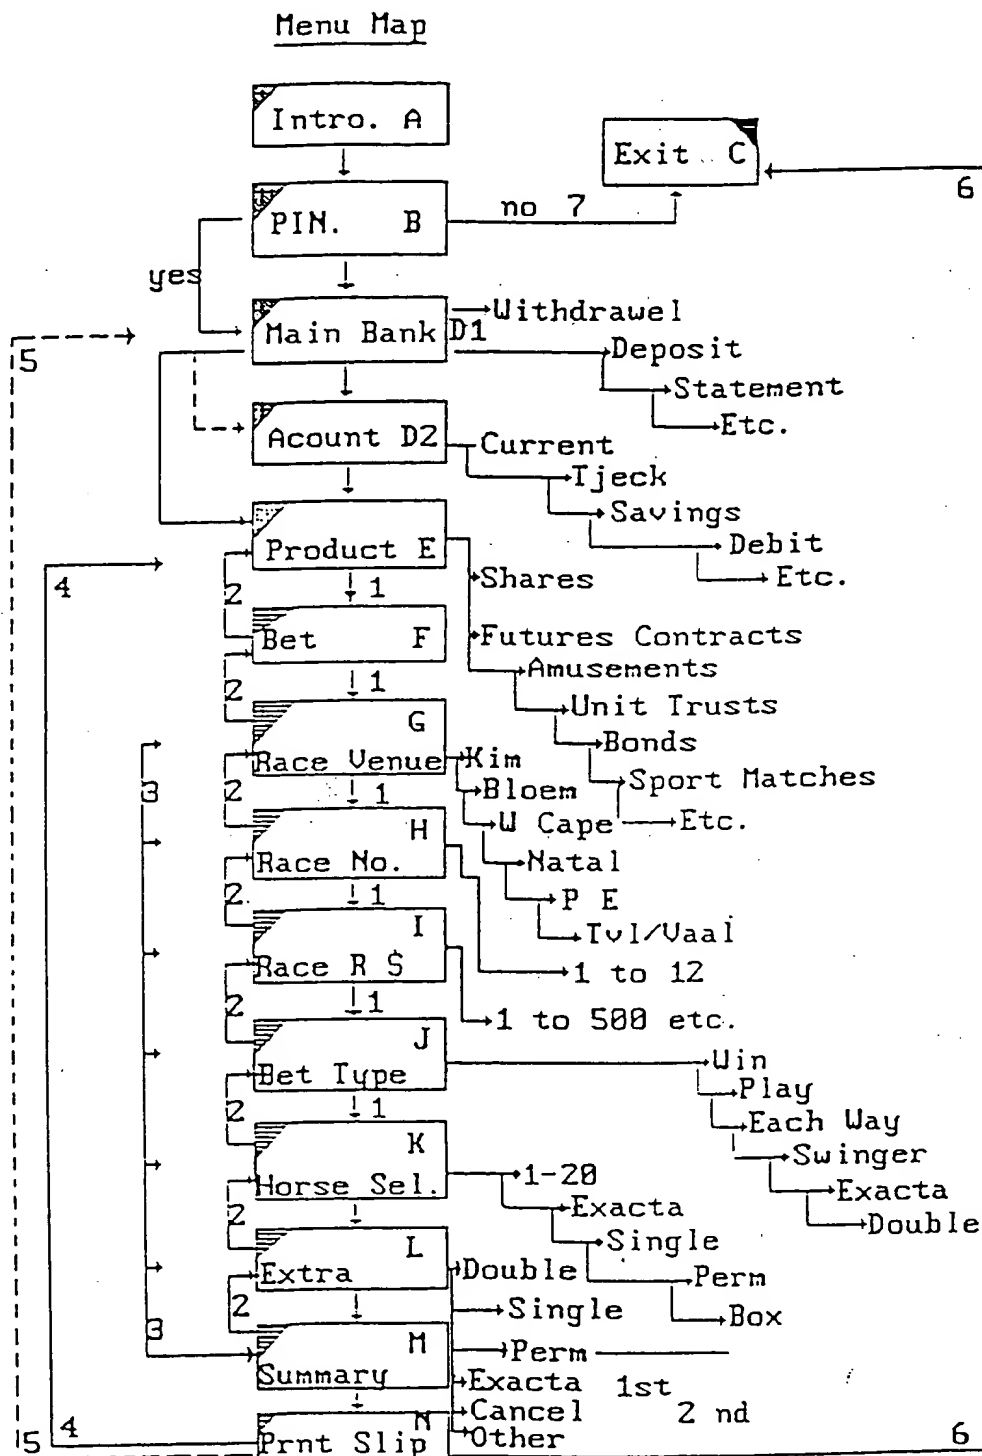 Menu Map
Intro. A
Exit C
6
PIN. B
no 7
yes
Withdrawel
Main Bank D1
5
Deposit
Statement
Etc.
Acount D2
Current
Tjeck
Savings
Product E
Debit
Etc.
4
2
1
Shares
Bet F
Futures Contracts
Amusements
2
1
Unit Trusts
G
Race Venue
Kim
Bonds
3
2
1
Bloem
Sport Matches
H
W Cape
Etc.
Race No.
Natal
2
1
P E
I
Tvl/Vaal
Race R $
1 to 12
2
1
1 to 500 etc.
J
Bet Type
Win
Play
2
1
Each Way
K
Swinger
Horse Sel.
1-20
Exacta
Exacta
Double
2
Single
L
Extra
Double
Perm
2
Single
Box
3
M
Perm
Summary
Exacta 1st
N
Cancel 2 nd
5
4
Prnt Slip
Other
6